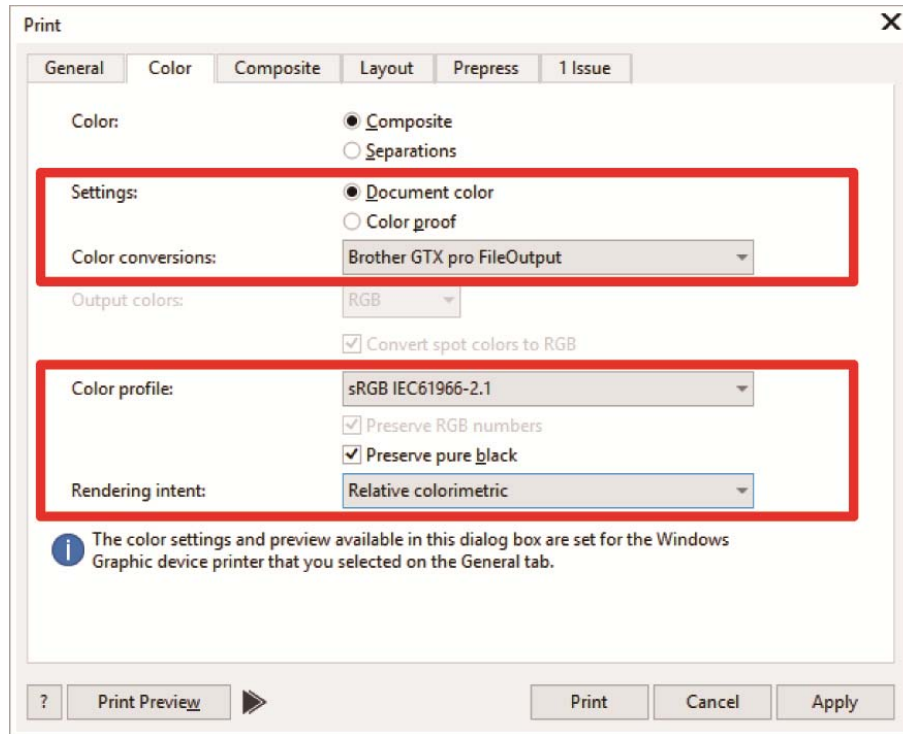 Print
General Color Composite Layout Prepress 1 Issue
Color: Composite
Separations
Settings: Document color
Color proof
Color conversions: Brother GTX pro FileOutput
Output colors: RGB
Convert spot colors to RGB
Color profile: sRGB IEC61966-2.1
Preserve RGB numbers
Preserve pure black
Rendering intent: Relative colorimetric
The color settings and preview available in this dialog box are set for the Windows
Graphic device printer that you selected on the General tab.
? Print Preview Print Cancel Apply